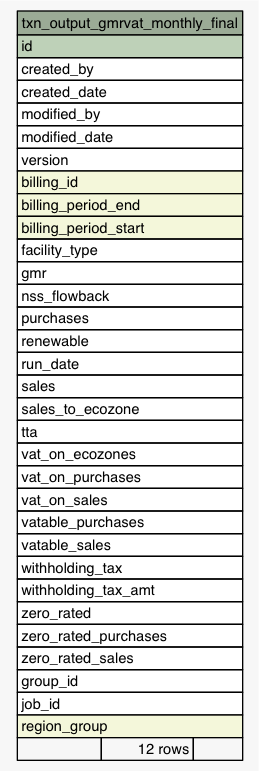 txn_output_gmrvat_monthly_final
id
created_by
created_date
modified_by
modified_date
version
billing_id
billing_period_end
billing_period_start
facility_type
gmr
nss_flowback
purchases
renewable
run_date
sales
sales_to_ecozone
tta
vat_on_ecozones
vat_on_purchases
vat_on_sales
vatable_purchases
vatable_sales
withholding_tax
withholding_tax_amt
zero_rated
zero_rated_purchases
zero_rated_sales
group_id
job_id
region_group
12 rows